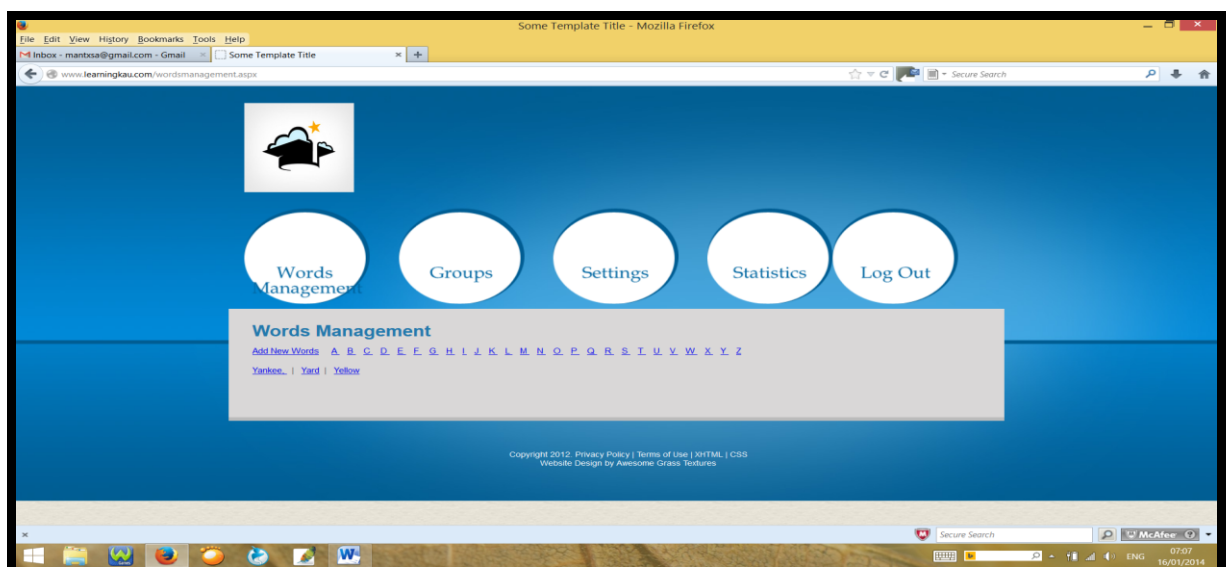 Some Template Title - Mozilla Firefox
File Edit View History Bookmarks Tools Help
Inbox - mantxsa@gmail.com - Gmail × Some Template Title × +
www.learningkau.com/wordsmanagement.aspx Secure Search
Words Management
Groups
Settings
Statistics
Log Out
Words Management
Add New Words A B C D E F G H I J K L M N O P Q R S T U V W X Y Z
Yankee. | Yard | Yellow
Copyright 2012. Privacy Policy | Terms of Use | XHTML | CSS
Website Design by Awesome Grass Textures
× Secure Search McAfee
ENG 07:07
16/01/2014